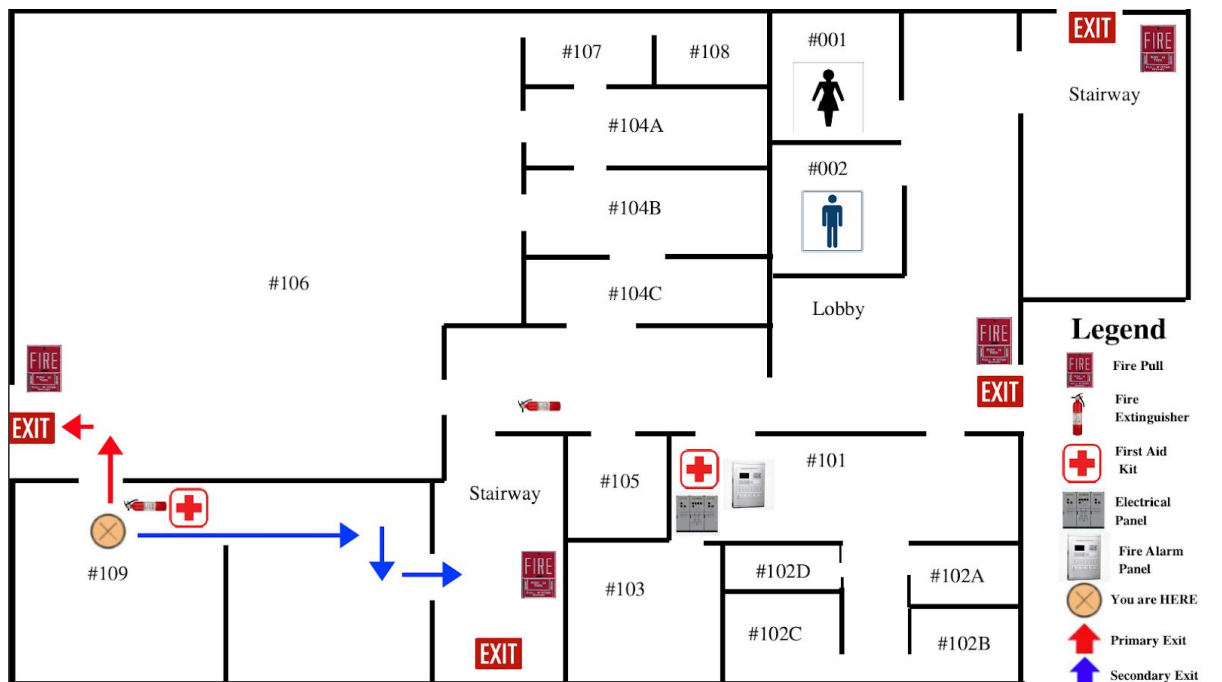 EXIT
FIRE
#001
#107
#108
Stairway
#104A
#002
#104B
#106
#104C
Lobby
FIRE
Legend
FIRE
FIRE
Fire Pull
EXIT
Fire
Extinguisher
EXIT
#101
First Aid
Kit
#105
Stairway
Electrical
Panel
Fire Alarm
Panel
FIRE
#109
#103
#102D
#102A
You are HERE
#102C
#102B
Primary Exit
EXIT
Secondary Exit